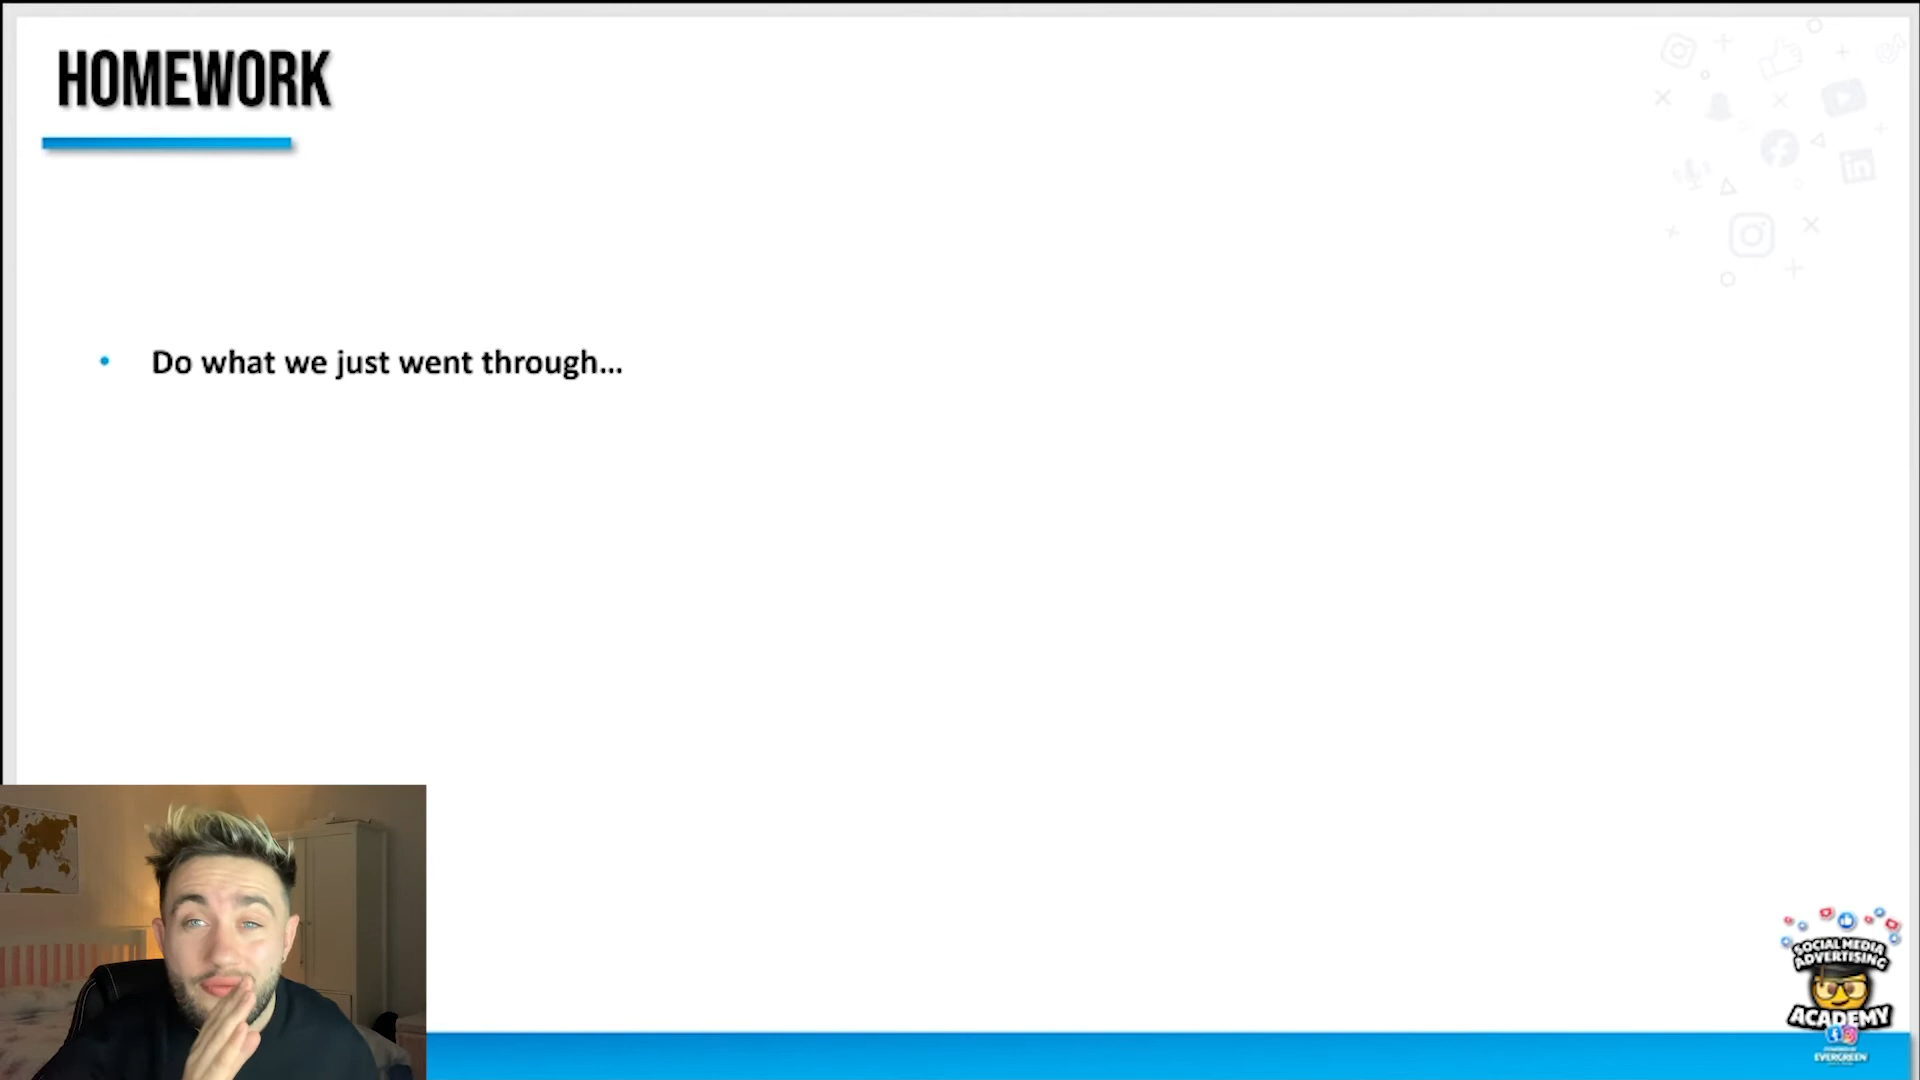 HOMEWORK
• Do what we just went through...
SOCIAL MEDIA
ADVERTISING
ACADEMY
EVERGREEN